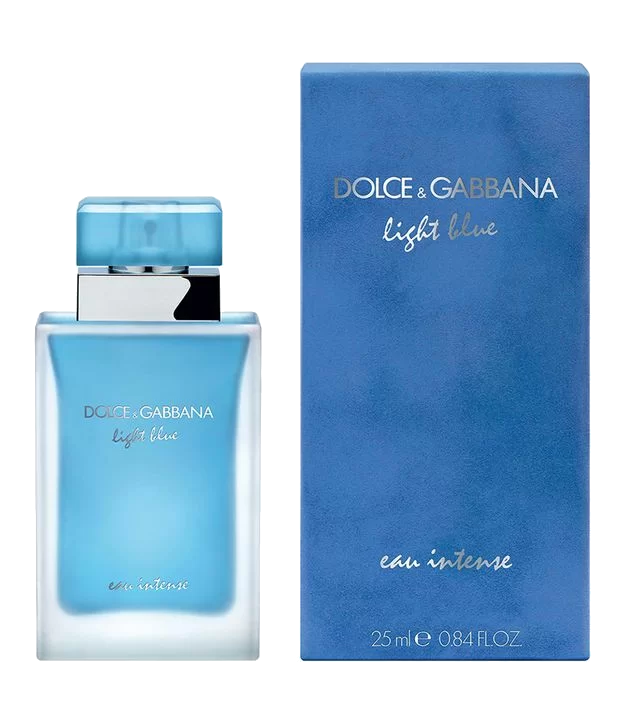 DOLCE & GABBANA
light blue
eau intense
DOLCE & GABBANA
light blue
eau intense
25 ml ℮ 0.84 FL.OZ.